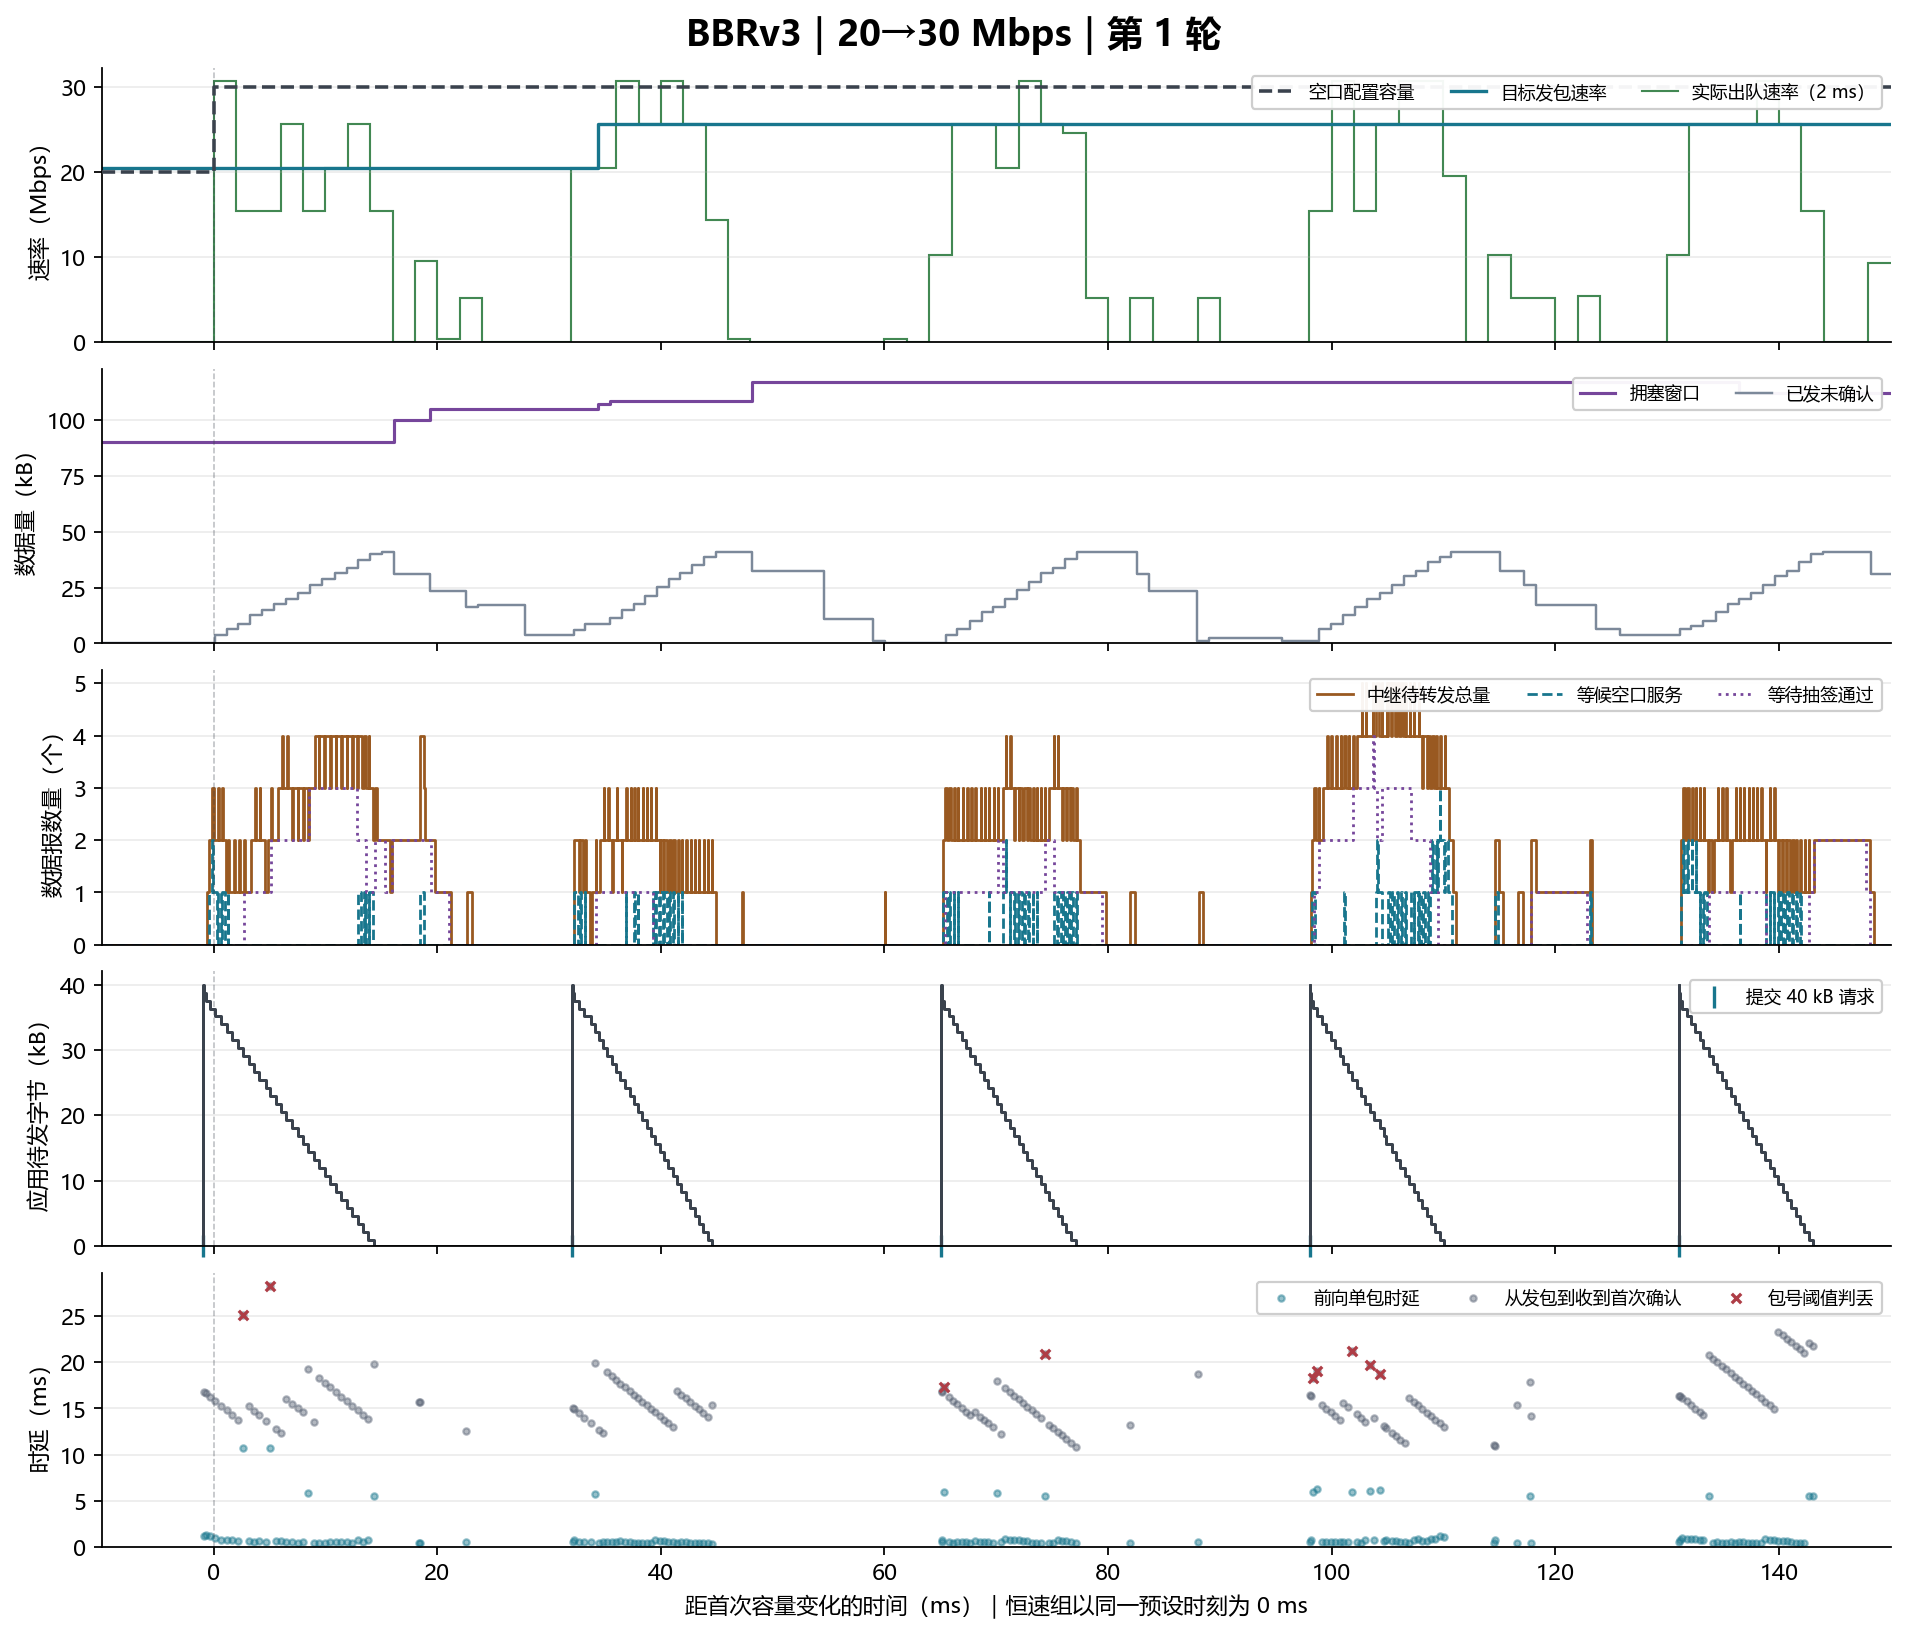 BBRv3 | 20→30 Mbps | 第 1 轮
速率（Mbps）
30
20
10
0
空口配置容量
目标发包速率
实际出队速率（2 ms）
数据量（kB）
100
75
50
25
0
拥塞窗口
已发未确认
数据报数量（个）
5
4
3
2
1
0
中继待转发总量
等候空口服务
等待抽签通过
应用待发字节（kB）
40
30
20
10
0
提交 40 kB 请求
时延（ms）
25
20
15
10
5
0
前向单包时延
从发包到收到首次确认
包号阈值判丢
0
20
40
60
80
100
120
140
距首次容量变化的时间（ms）｜恒速组以同一预设时刻为 0 ms